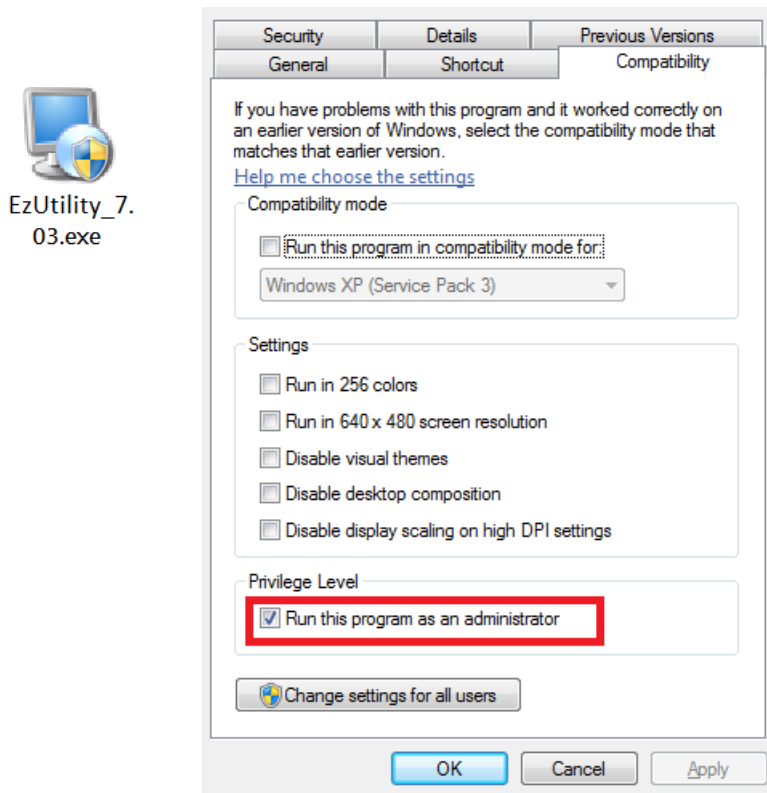 EzUtility_7.
03.exe
Security Details Previous Versions
General Shortcut Compatibility
If you have problems with this program and it worked correctly on
an earlier version of Windows, select the compatibility mode that
matches that earlier version.
Help me choose the settings
Compatibility mode
Run this program in compatibility mode for:
Windows XP (Service Pack 3)
Settings
Run in 256 colors
Run in 640 x 480 screen resolution
Disable visual themes
Disable desktop composition
Disable display scaling on high DPI settings
Privilege Level
Run this program as an administrator
Change settings for all users
OK Cancel Apply